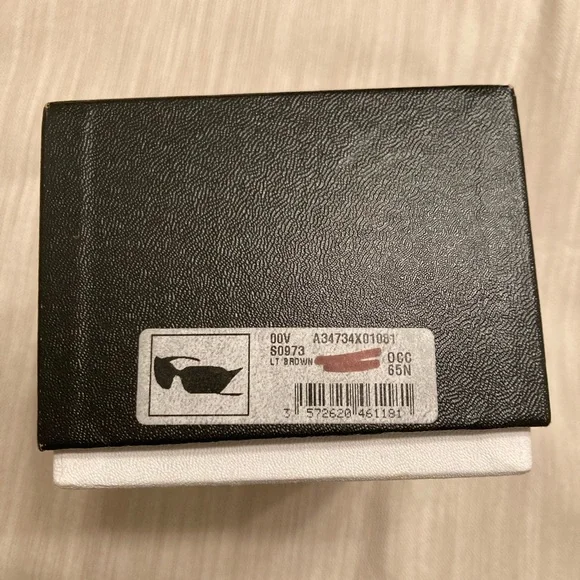 00V A34734X01081
S0973 OCC
LT BROWN 65N
3 572620 461181